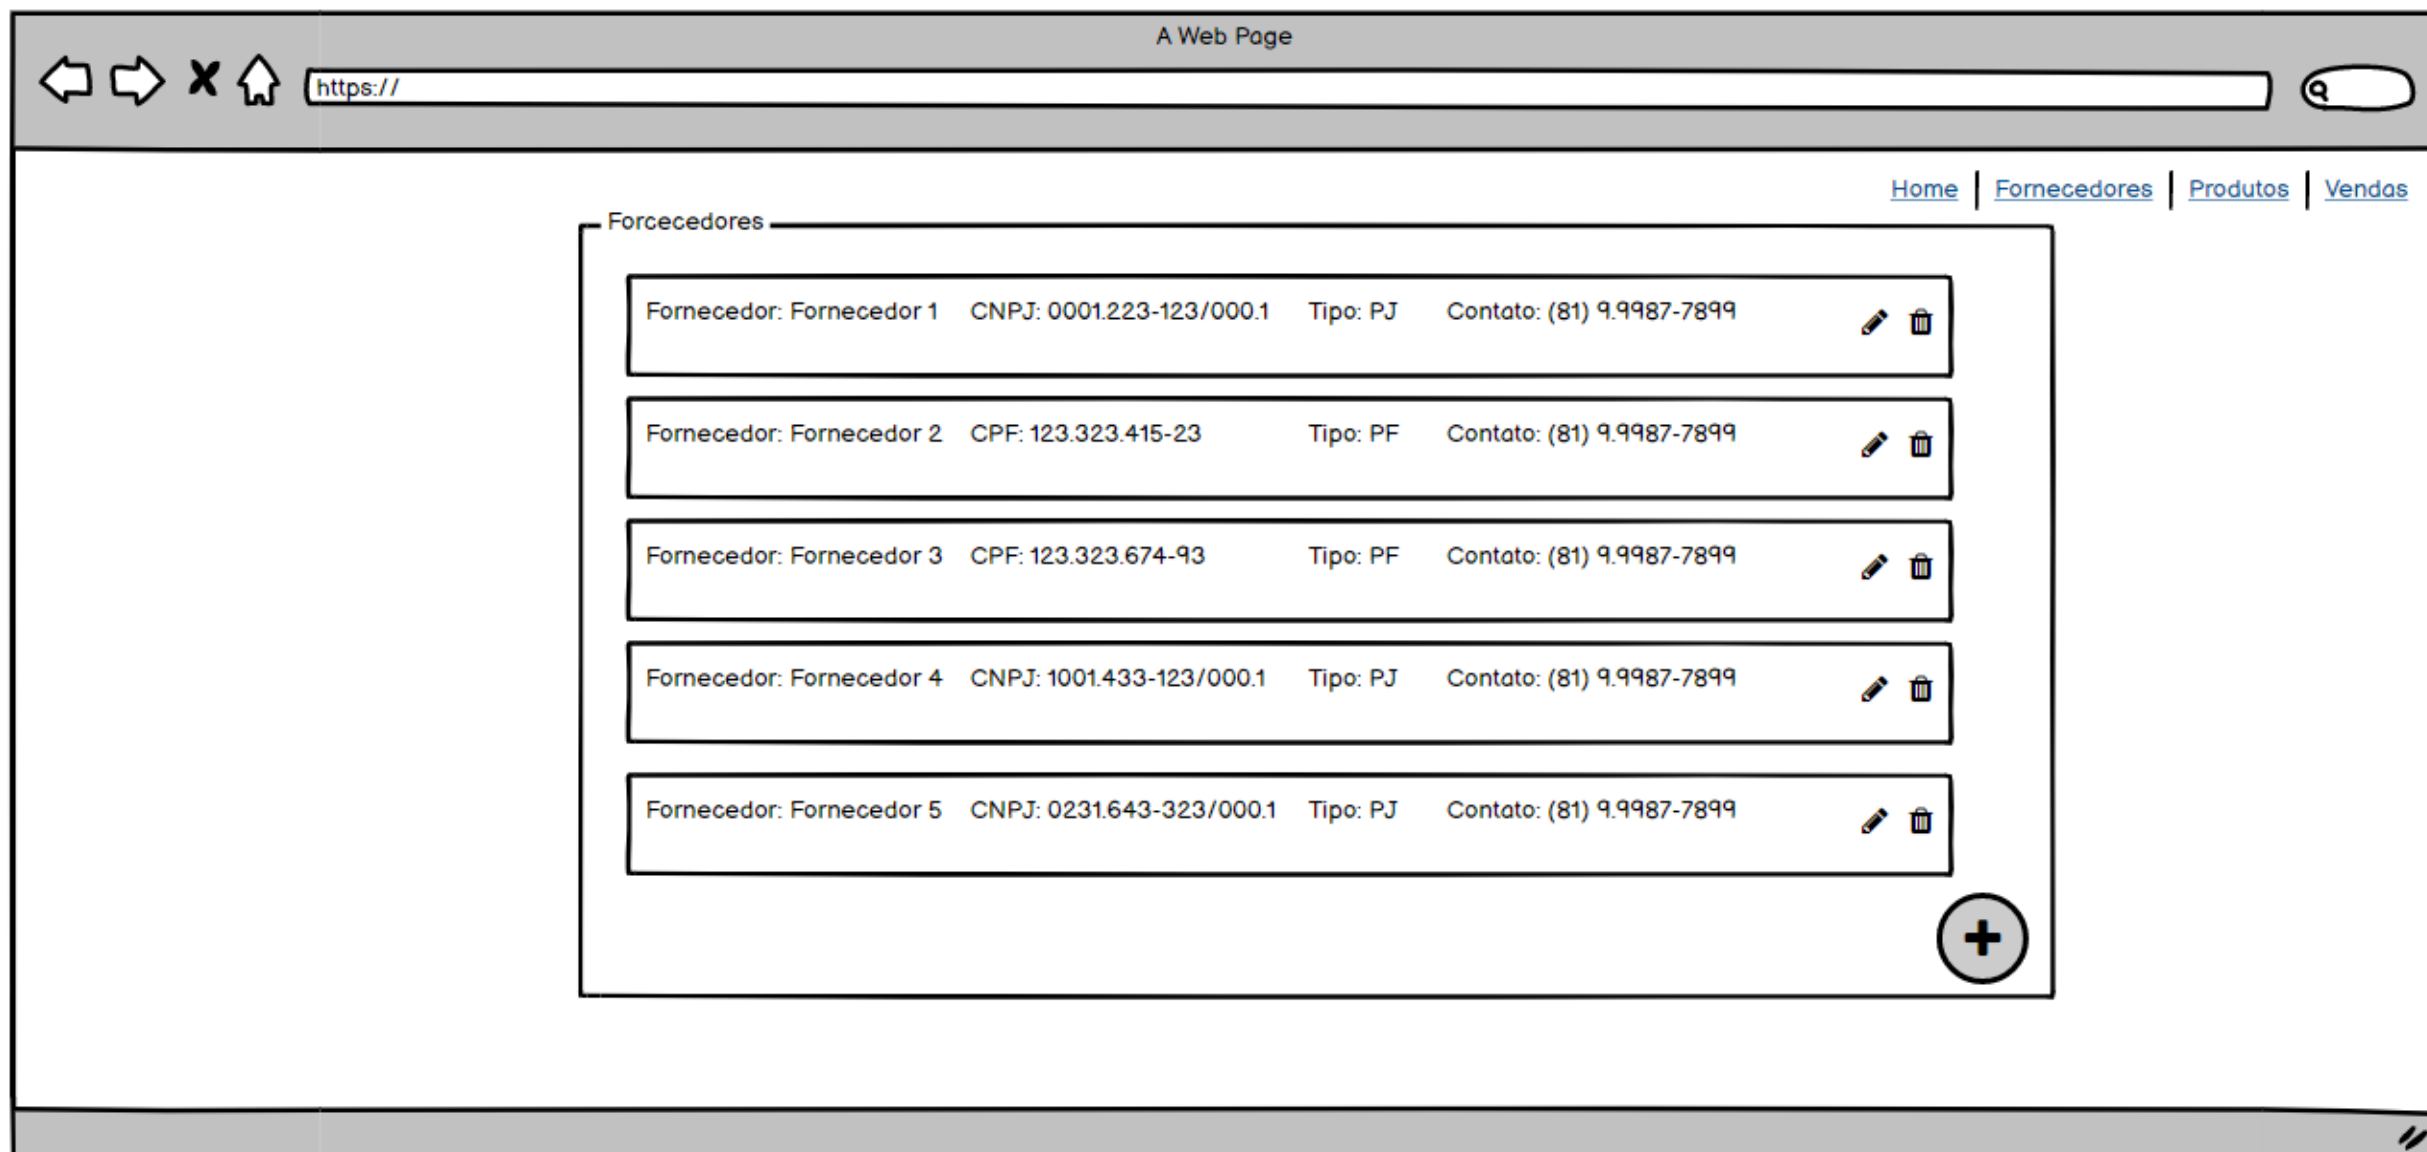 A Web Page
https://
Home Fornecedores Produtos Vendas
Forcecedores
Fornecedor: Fornecedor 1 CNPJ: 0001.223-123/000.1 Tipo: PJ Contato: (81) 9.9987-7899
Fornecedor: Fornecedor 2 CPF: 123.323.415-23 Tipo: PF Contato: (81) 9.9987-7899
Fornecedor: Fornecedor 3 CPF: 123.323.674-93 Tipo: PF Contato: (81) 9.9987-7899
Fornecedor: Fornecedor 4 CNPJ: 1001.433-123/000.1 Tipo: PJ Contato: (81) 9.9987-7899
Fornecedor: Fornecedor 5 CNPJ: 0231.643-323/000.1 Tipo: PJ Contato: (81) 9.9987-7899